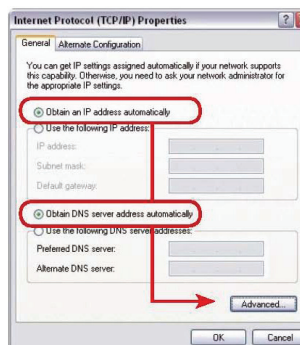 Internet Protocol (TCP/IP) Properties
General Alternate Configuration
You can get IP settings assigned automatically if your network supports
this capability. Otherwise, you need to ask your network administrator for
the appropriate IP settings.
Obtain an IP address automatically
Use the following IP address:
IP address:
Subnet mask:
Default gateway:
Obtain DNS server address automatically
Use the following DNS server addresses:
Preferred DNS server:
Alternate DNS server:
Advanced...
OK Cancel